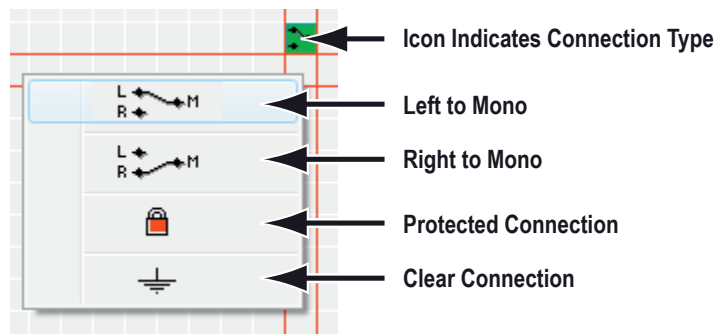 Icon Indicates Connection Type
L M
R
Left to Mono
L M
R
Right to Mono
Protected Connection
Clear Connection